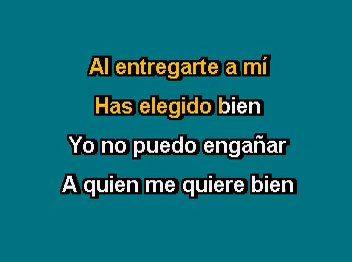 Al entregarte a mí
Has elegido bien
Yo no puedo engañar
A quien me quiere bien